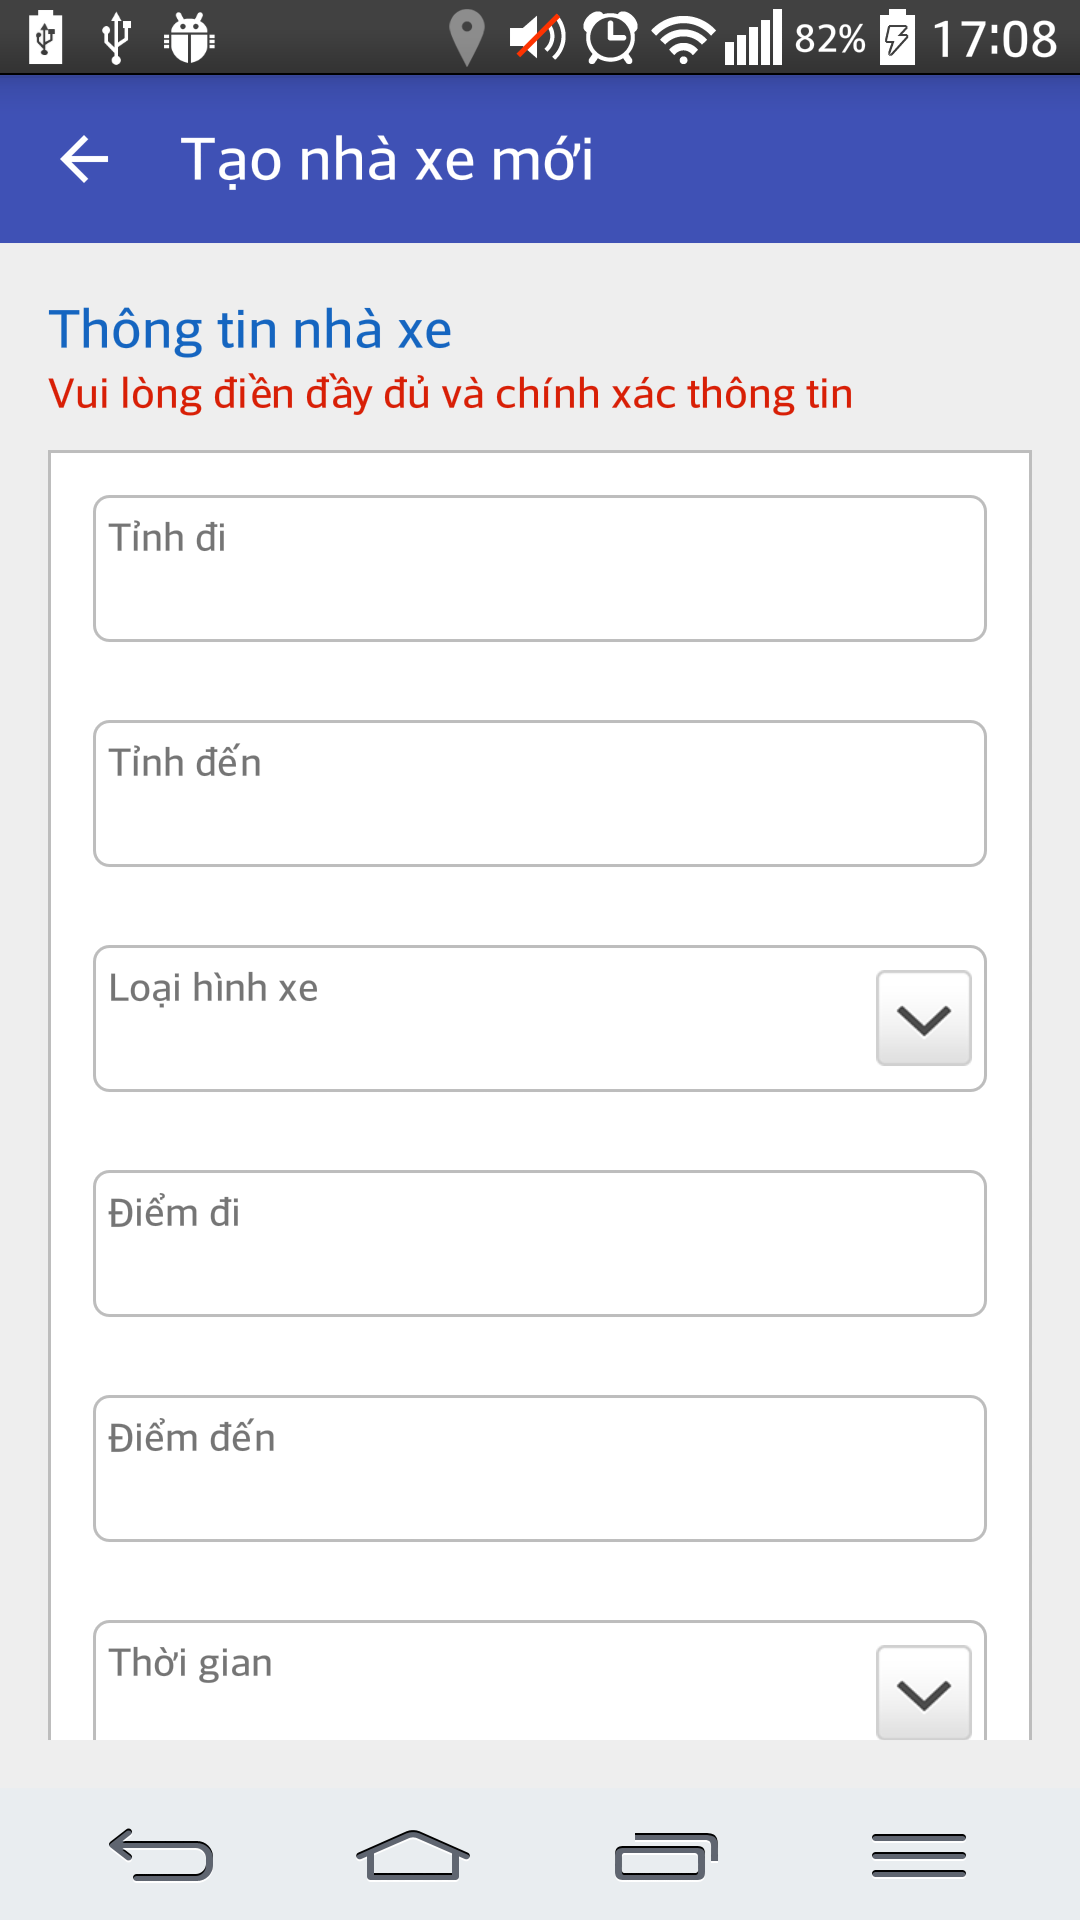 82% 17:08
Tạo nhà xe mới
Thông tin nhà xe
Vui lòng điền đầy đủ và chính xác thông tin
Tỉnh đi
Tỉnh đến
Loại hình xe
Điểm đi
Điểm đến
Thời gian